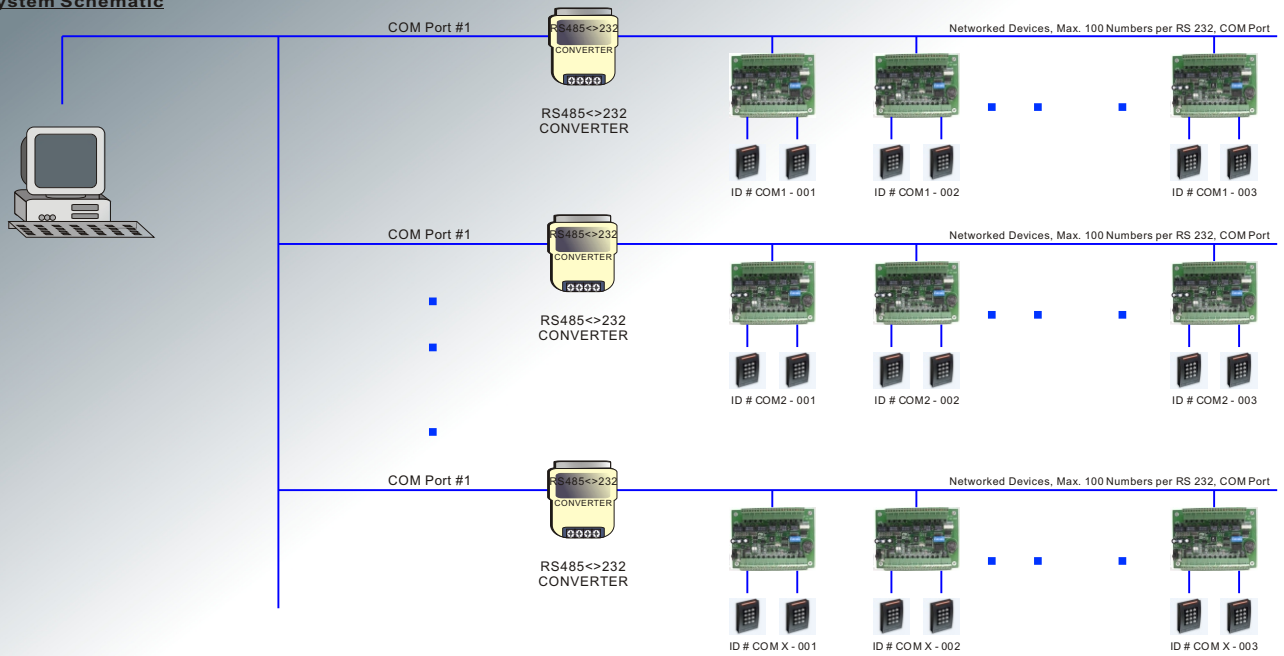 ystem Schematic
COM Port #1
RS485<>232
CONVERTER
RS485<>232
CONVERTER
Networked Devices, Max. 100 Numbers per RS 232, COM Port
ID # COM1 - 001
ID # COM1 - 002
ID # COM1 - 003
COM Port #1
RS485<>232
CONVERTER
RS485<>232
CONVERTER
Networked Devices, Max. 100 Numbers per RS 232, COM Port
ID # COM2 - 001
ID # COM2 - 002
ID # COM2 - 003
COM Port #1
RS485<>232
CONVERTER
RS485<>232
CONVERTER
Networked Devices, Max. 100 Numbers per RS 232, COM Port
ID # COM X - 001
ID # COM X - 002
ID # COM X - 003